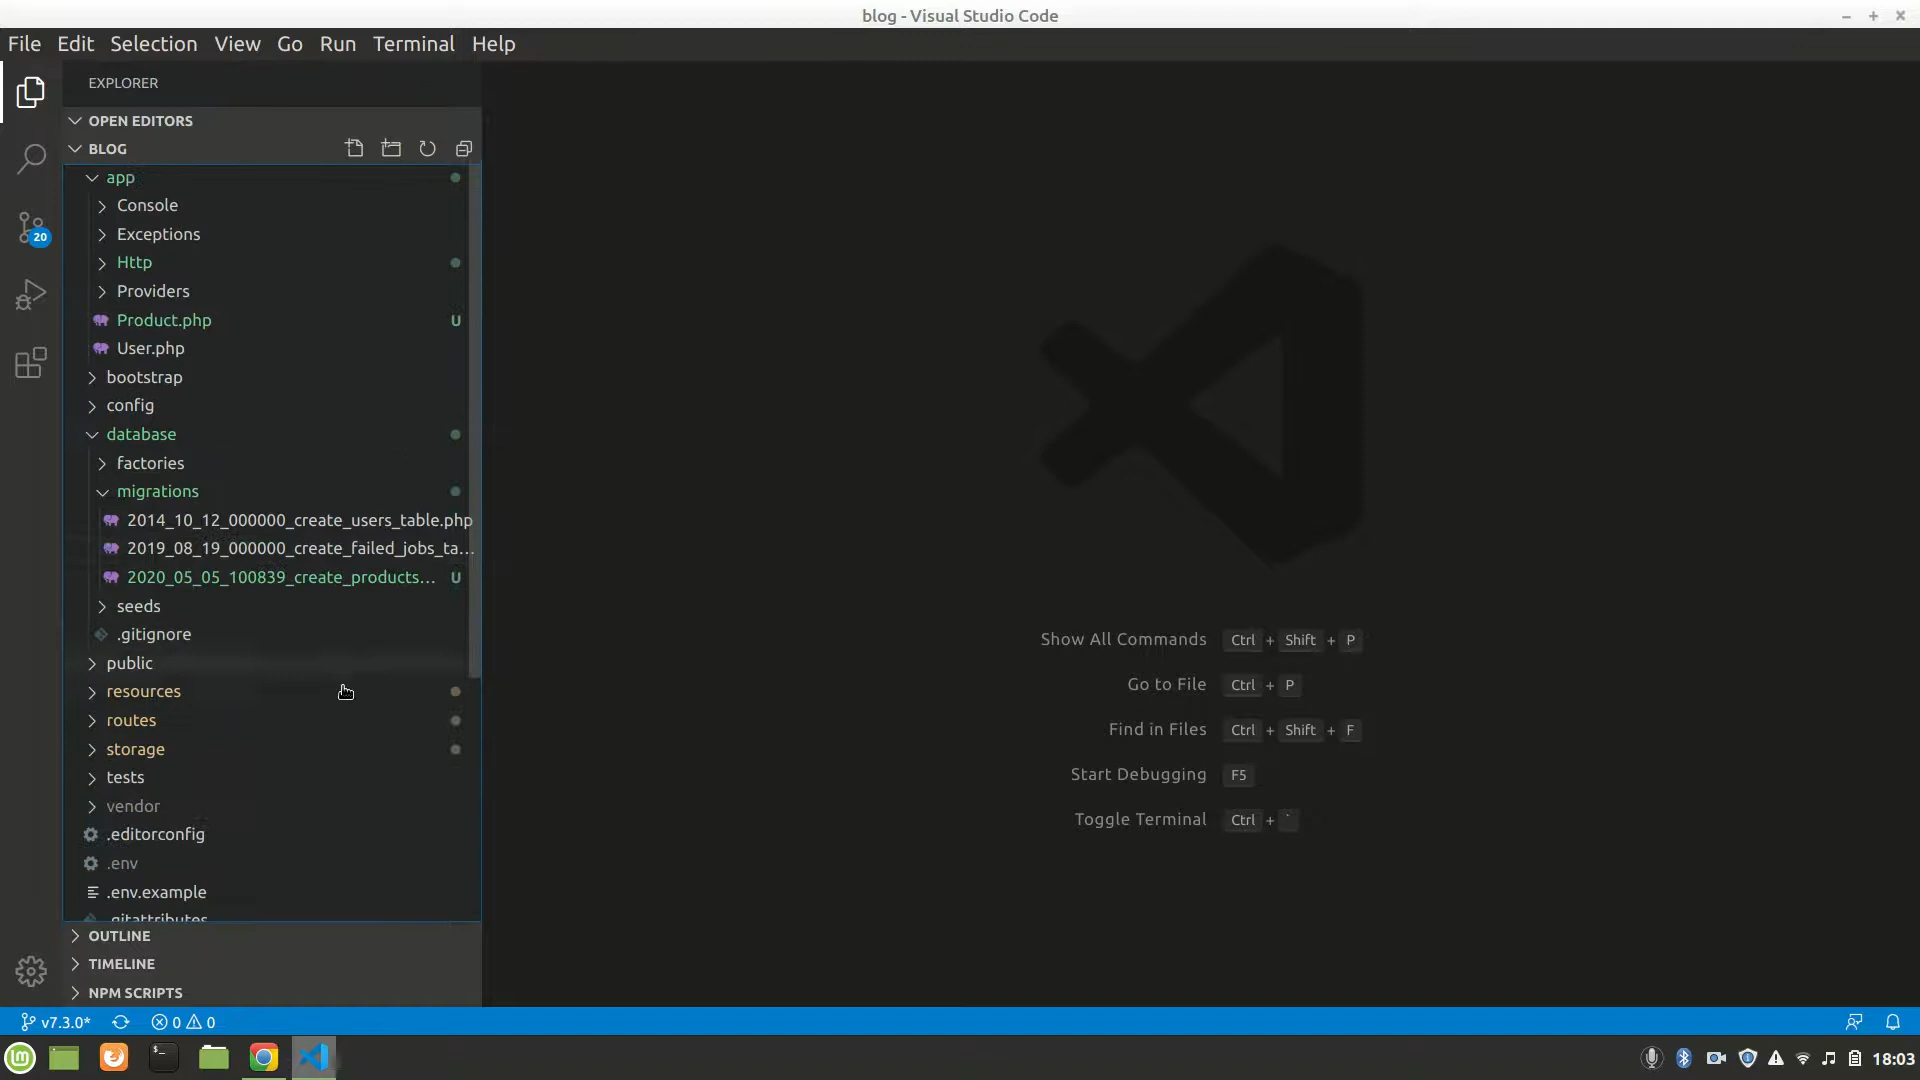 blog - Visual Studio Code
File Edit Selection View Go Run Terminal Help
EXPLORER
OPEN EDITORS
BLOG
app
Console
Exceptions
Http
Providers
Product.php U
User.php
bootstrap
config
database
factories
migrations
2014_10_12_000000_create_users_table.php
2019_08_19_000000_create_failed_jobs_ta...
2020_05_05_100839_create_products... U
seeds
.gitignore
public
resources
routes
storage
tests
vendor
.editorconfig
.env
.env.example
.gitattributes
OUTLINE
TIMELINE
NPM SCRIPTS
20
Show All Commands Ctrl + Shift + P
Go to File Ctrl + P
Find in Files Ctrl + Shift + F
Start Debugging F5
Toggle Terminal Ctrl + `
v7.3.0* 0 0
18:03